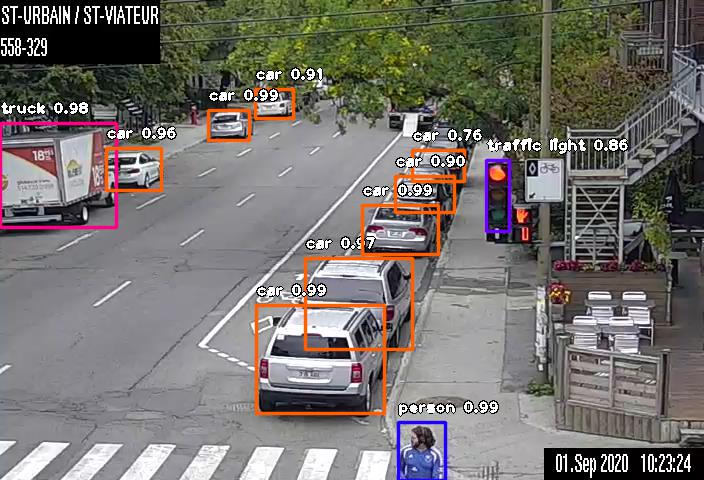 ST-URBAIN / ST-VIATEUR
558-329
car 0.91
car 0.99
truck 0.98
car 0.96
car 0.76
traffic light 0.86
car 0.90
car 0.99
car 0.97
car 0.99
person 0.99
01.Sep 2020 10:23:24